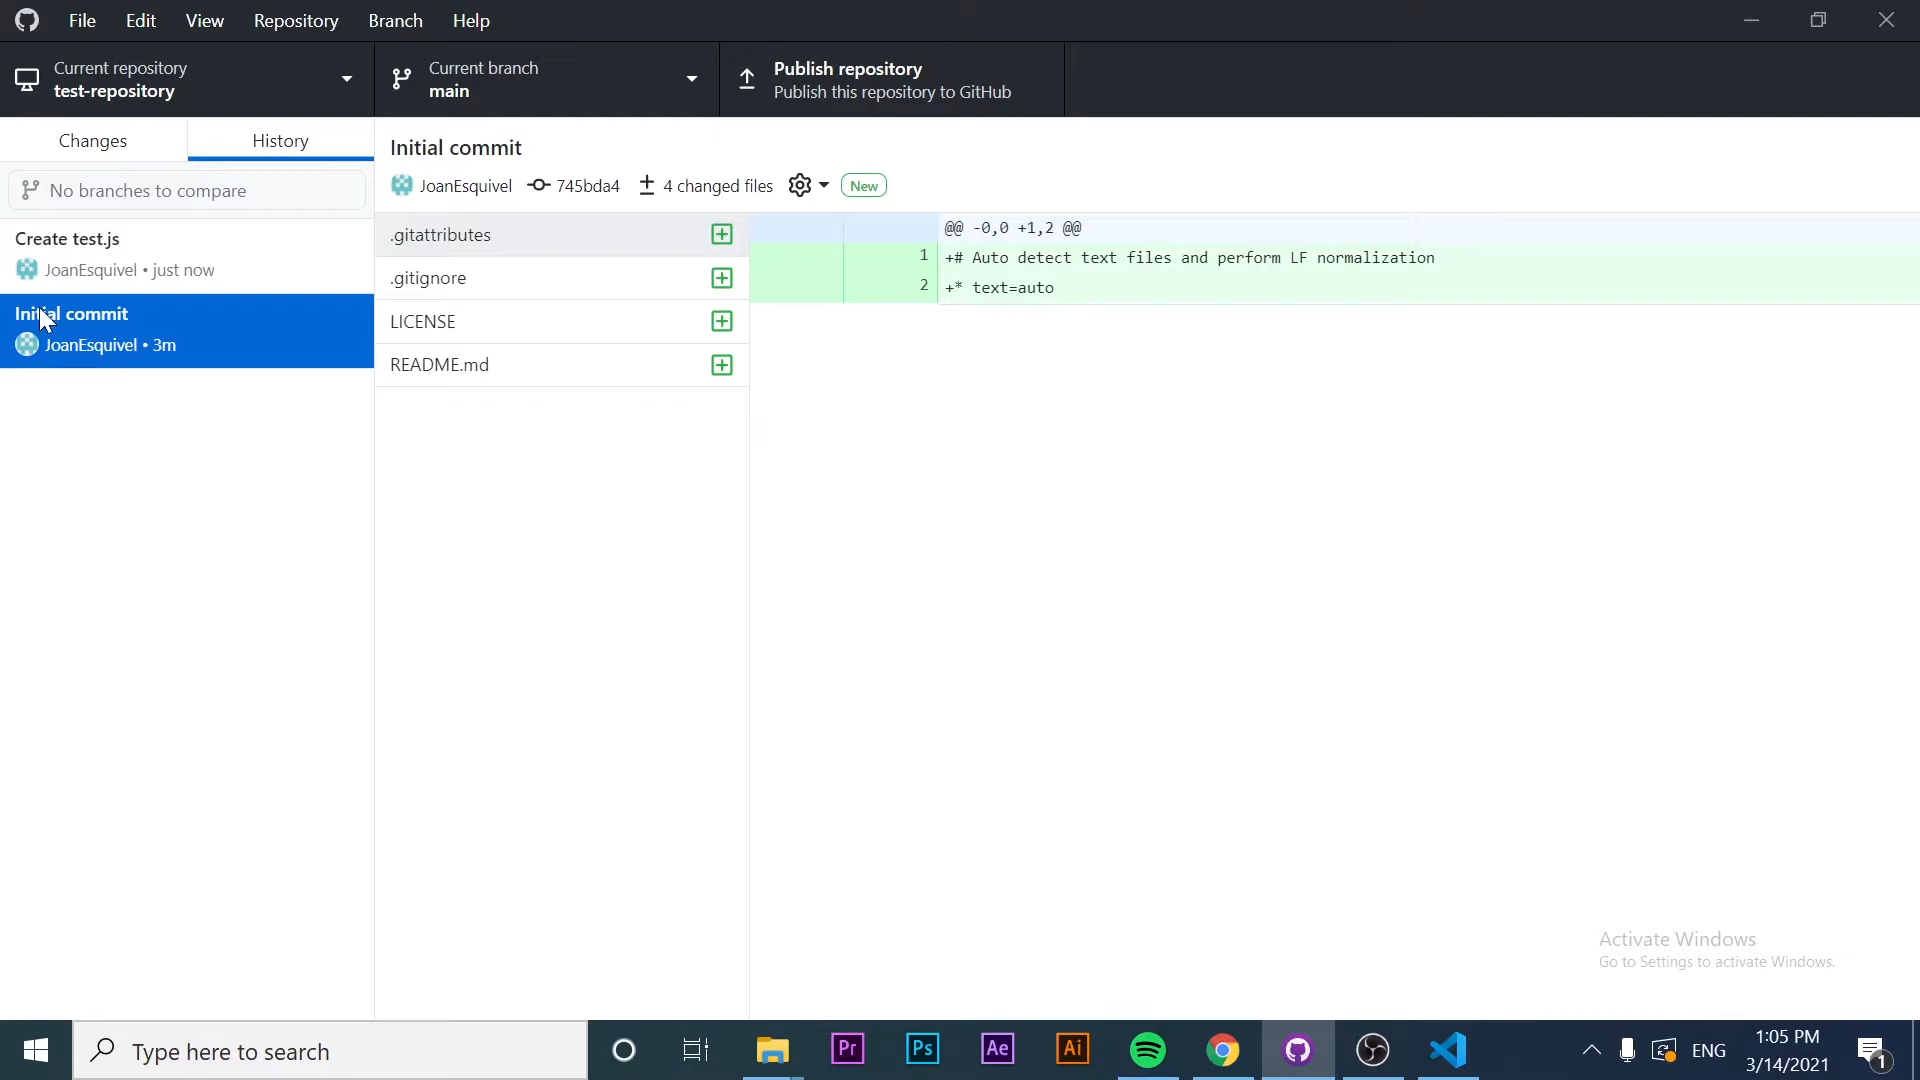 File Edit View Repository Branch Help
Current repository
test-repository
Current branch
main
Publish repository
Publish this repository to GitHub
Changes
History
No branches to compare
Create test.js
JoanEsquivel • just now
Initial commit
JoanEsquivel • 3m
Initial commit
JoanEsquivel 745bda4 4 changed files New
.gitattributes
.gitignore
LICENSE
README.md
@@ -0,0 +1,2 @@
1 +# Auto detect text files and perform LF normalization
2 +* text=auto
Activate Windows
Go to Settings to activate Windows.
Type here to search
Pr
Ps
Ae
Ai
ENG
1:05 PM
3/14/2021
1